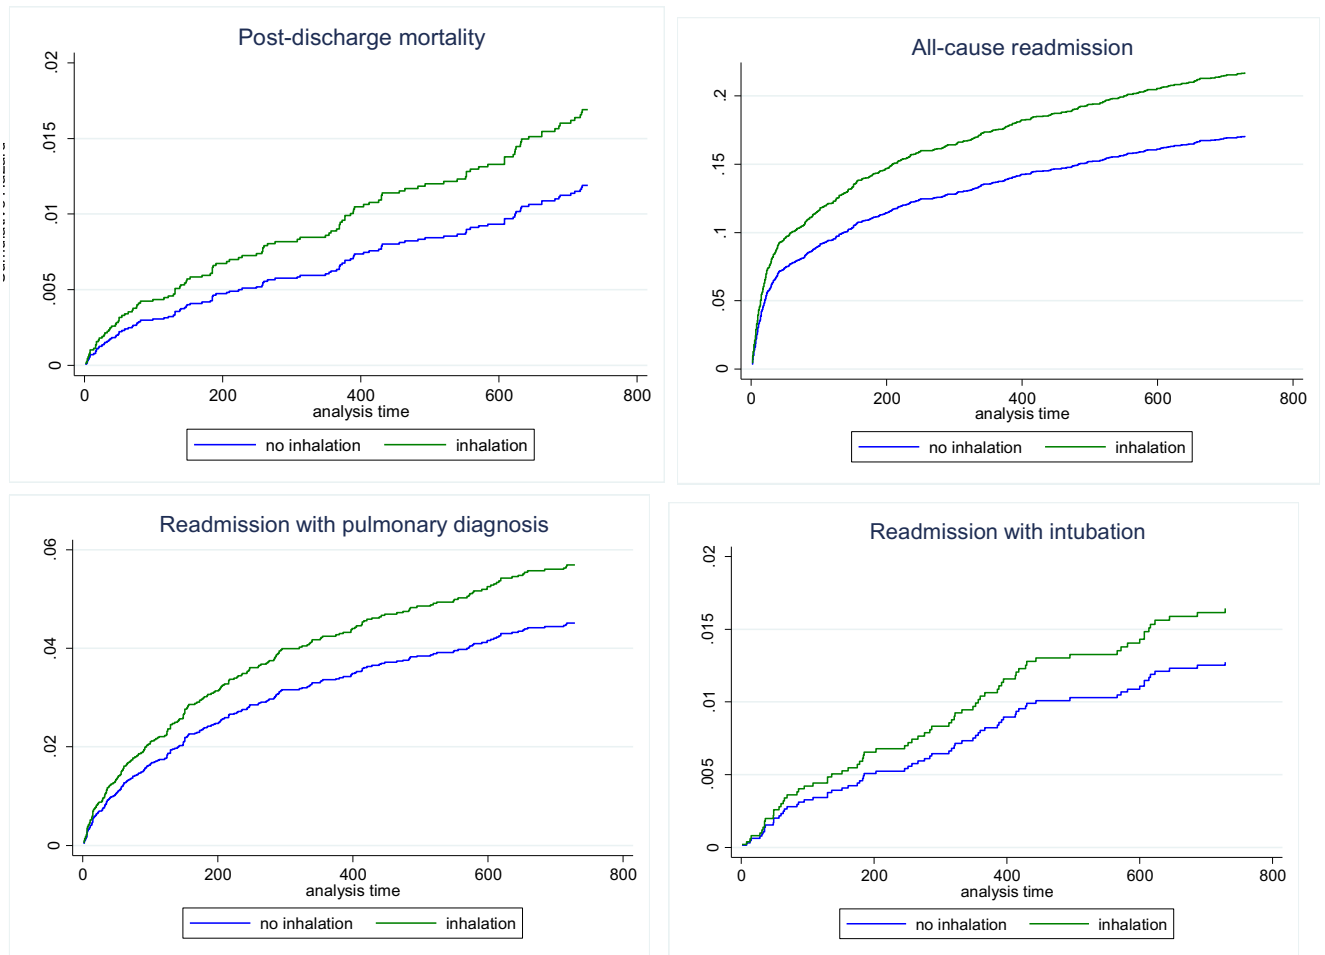 Post-discharge mortality
.02
.015
.01
.005
0
0 200 400 600 800
analysis time
no inhalation inhalation
All-cause readmission
.2
.15
.1
.05
0
0 200 400 600 800
analysis time
no inhalation inhalation
Readmission with pulmonary diagnosis
.06
.04
.02
0
0 200 400 600 800
analysis time
no inhalation inhalation
Readmission with intubation
.02
.015
.01
.005
0
0 200 400 600 800
analysis time
no inhalation inhalation